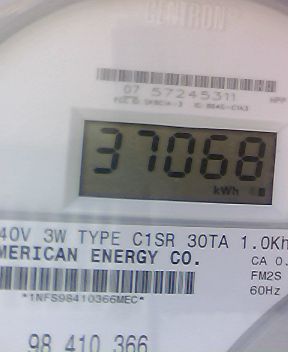 CENTRON
07 57245311
37068
kWh
40V 3W TYPE C1SR 30TA 1.0Kh
MERICAN ENERGY CO.
CA 0.
FM2S
60Hz
*1NFS98410366MEC*
98 410 366